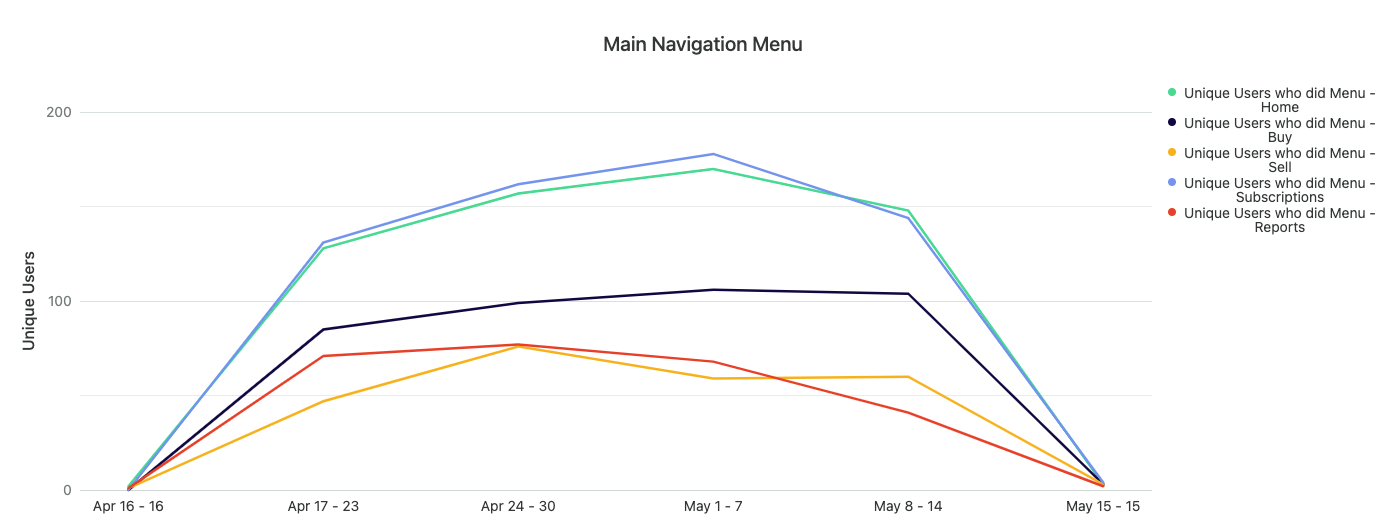 Main Navigation Menu
Unique Users who did Menu -
Home
Unique Users who did Menu -
Buy
Unique Users who did Menu -
Sell
Unique Users who did Menu -
Subscriptions
Unique Users who did Menu -
Reports
Unique Users
200
100
0
Apr 16 - 16
Apr 17 - 23
Apr 24 - 30
May 1 - 7
May 8 - 14
May 15 - 15